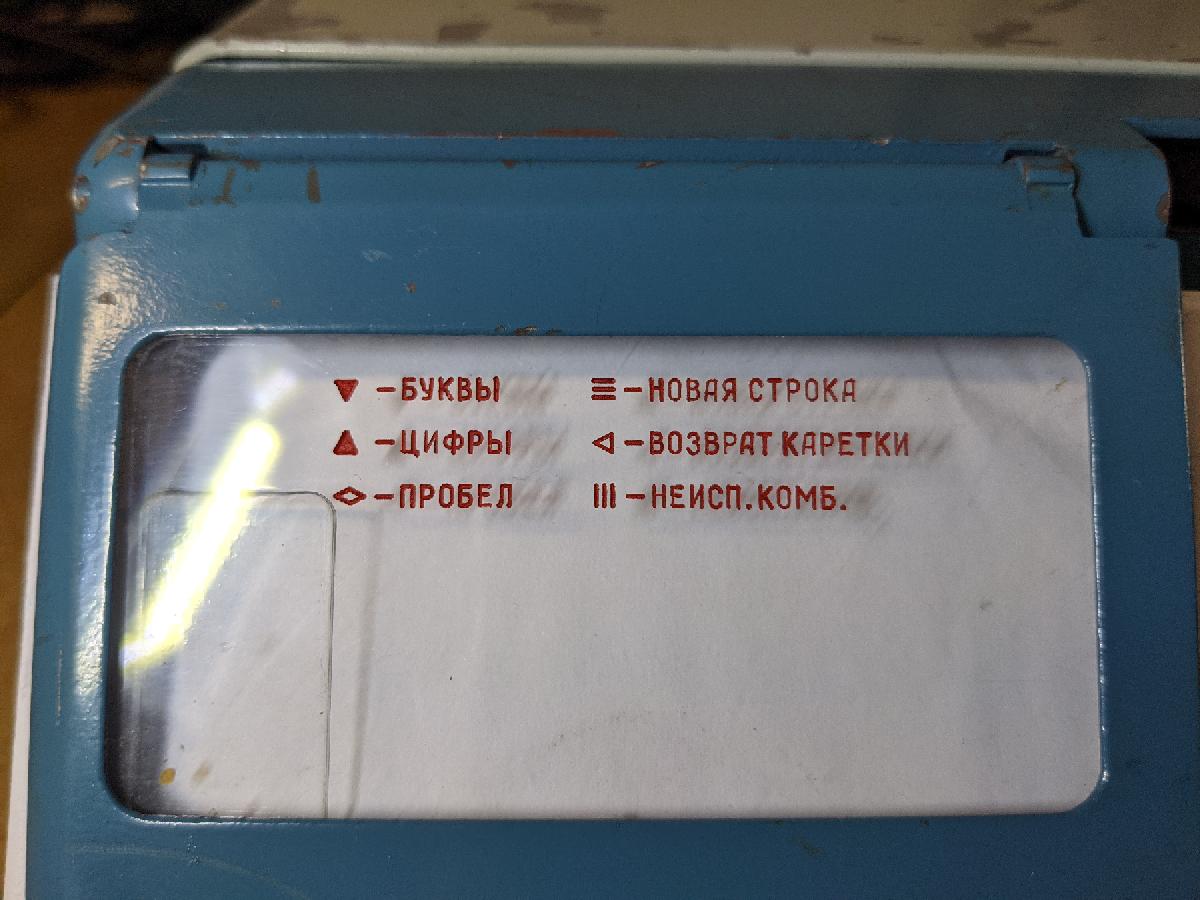 ▼ –БУКВЫ ☰ –НОВАЯ СТРОКА
▲ –ЦИФРЫ ◁ –ВОЗВРАТ КАРЕТКИ
◇ –ПРОБЕЛ III –НЕИСП.КОМБ.